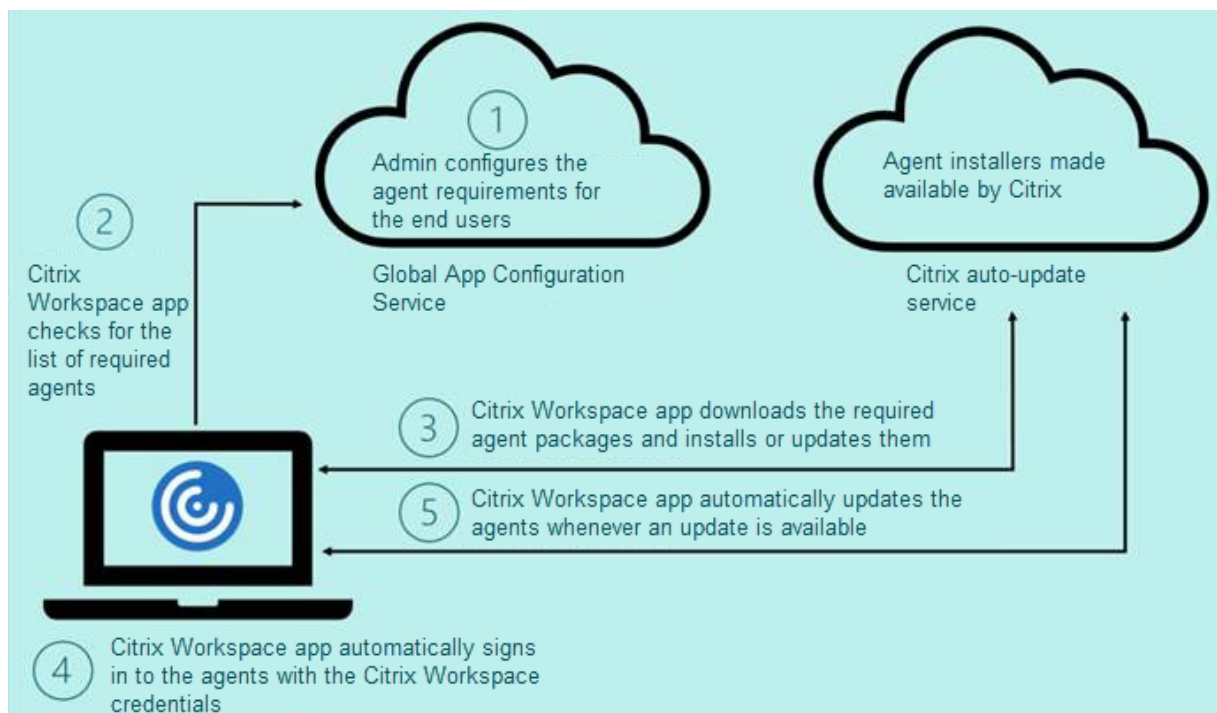 1
Admin configures the
agent requirements for
the end users
Global App Configuration
Service
Agent installers made
available by Citrix
Citrix auto-update
service
2
Citrix
Workspace app
checks for the
list of required
agents
3
Citrix Workspace app downloads the required
agent packages and installs or updates them
5
Citrix Workspace app automatically updates the
agents whenever an update is available
4
Citrix Workspace app automatically signs
in to the agents with the Citrix Workspace
credentials